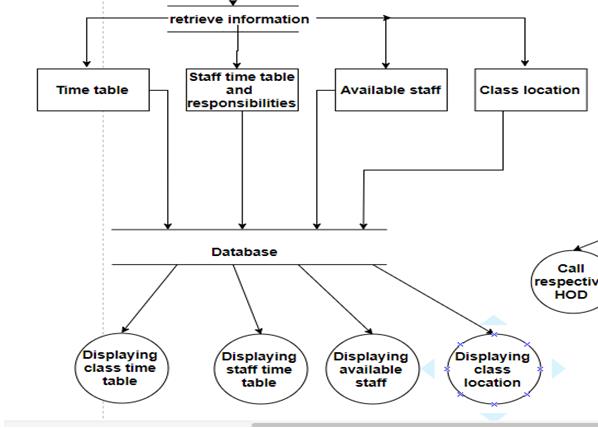 retrieve information
Time table
Staff time table
and
responsibilities
Available staff
Class location
Database
Call
HOD
Displaying
class time
table
Displaying
staff time
table
Displaying
available
staff
Displaying
class
location